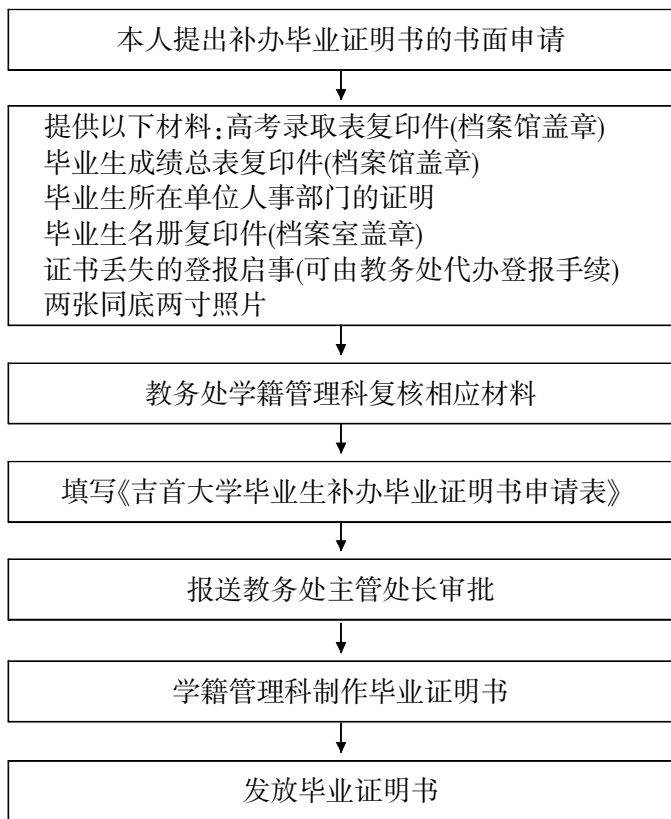 本人提出补办毕业证明书的书面申请
提供以下材料:高考录取表复印件(档案馆盖章)
毕业生成绩总表复印件(档案馆盖章)
毕业生所在单位人事部门的证明
毕业生名册复印件(档案室盖章)
证书丢失的登报启事(可由教务处代办登报手续)
两张同底两寸照片
教务处学籍管理科复核相应材料
填写《吉首大学毕业生补办毕业证明书申请表》
报送教务处主管处长审批
学籍管理科制作毕业证明书
发放毕业证明书